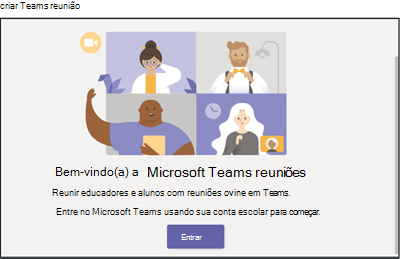 criar Teams reunião
Bem-vindo(a) a Microsoft Teams reuniões
Reunir educadores e alunos com reuniões ovine em Teams.
Entre no Microsoft Teams usando sua conta escolar para começar.
Entrar